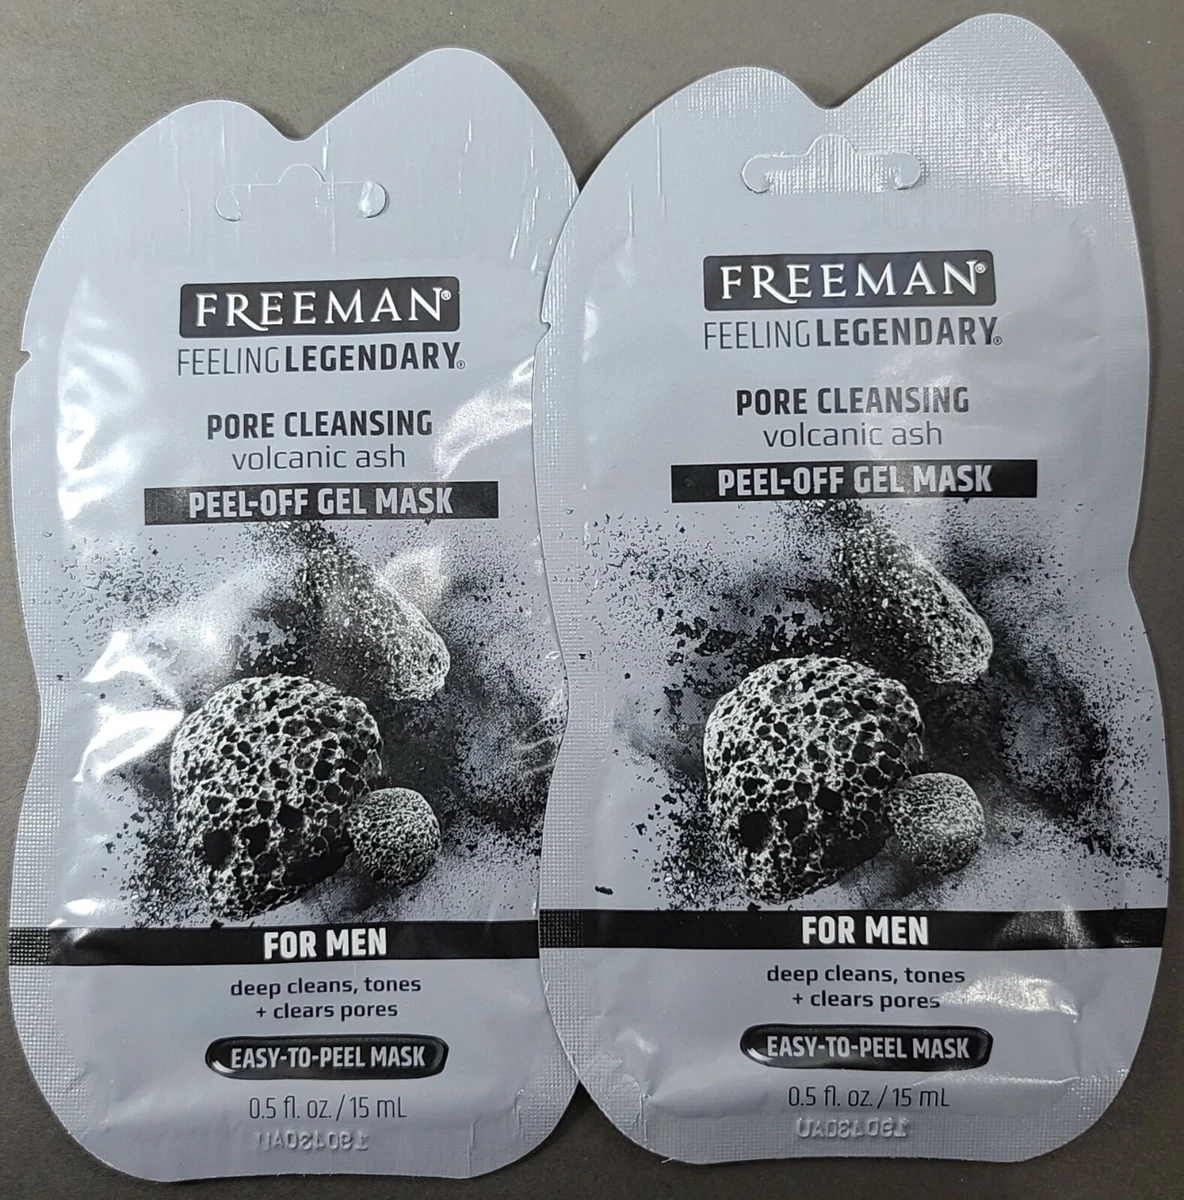 FREEMAN®
FEELING LEGENDARY®
PORE CLEANSING
volcanic ash
PEEL-OFF GEL MASK
FOR MEN
deep cleans, tones
+ clears pores
EASY-TO-PEEL MASK
0.5 fl. oz. / 15 mL
FREEMAN®
FEELING LEGENDARY®
PORE CLEANSING
volcanic ash
PEEL-OFF GEL MASK
FOR MEN
deep cleans, tones
+ clears pores
EASY-TO-PEEL MASK
0.5 fl. oz. / 15 mL